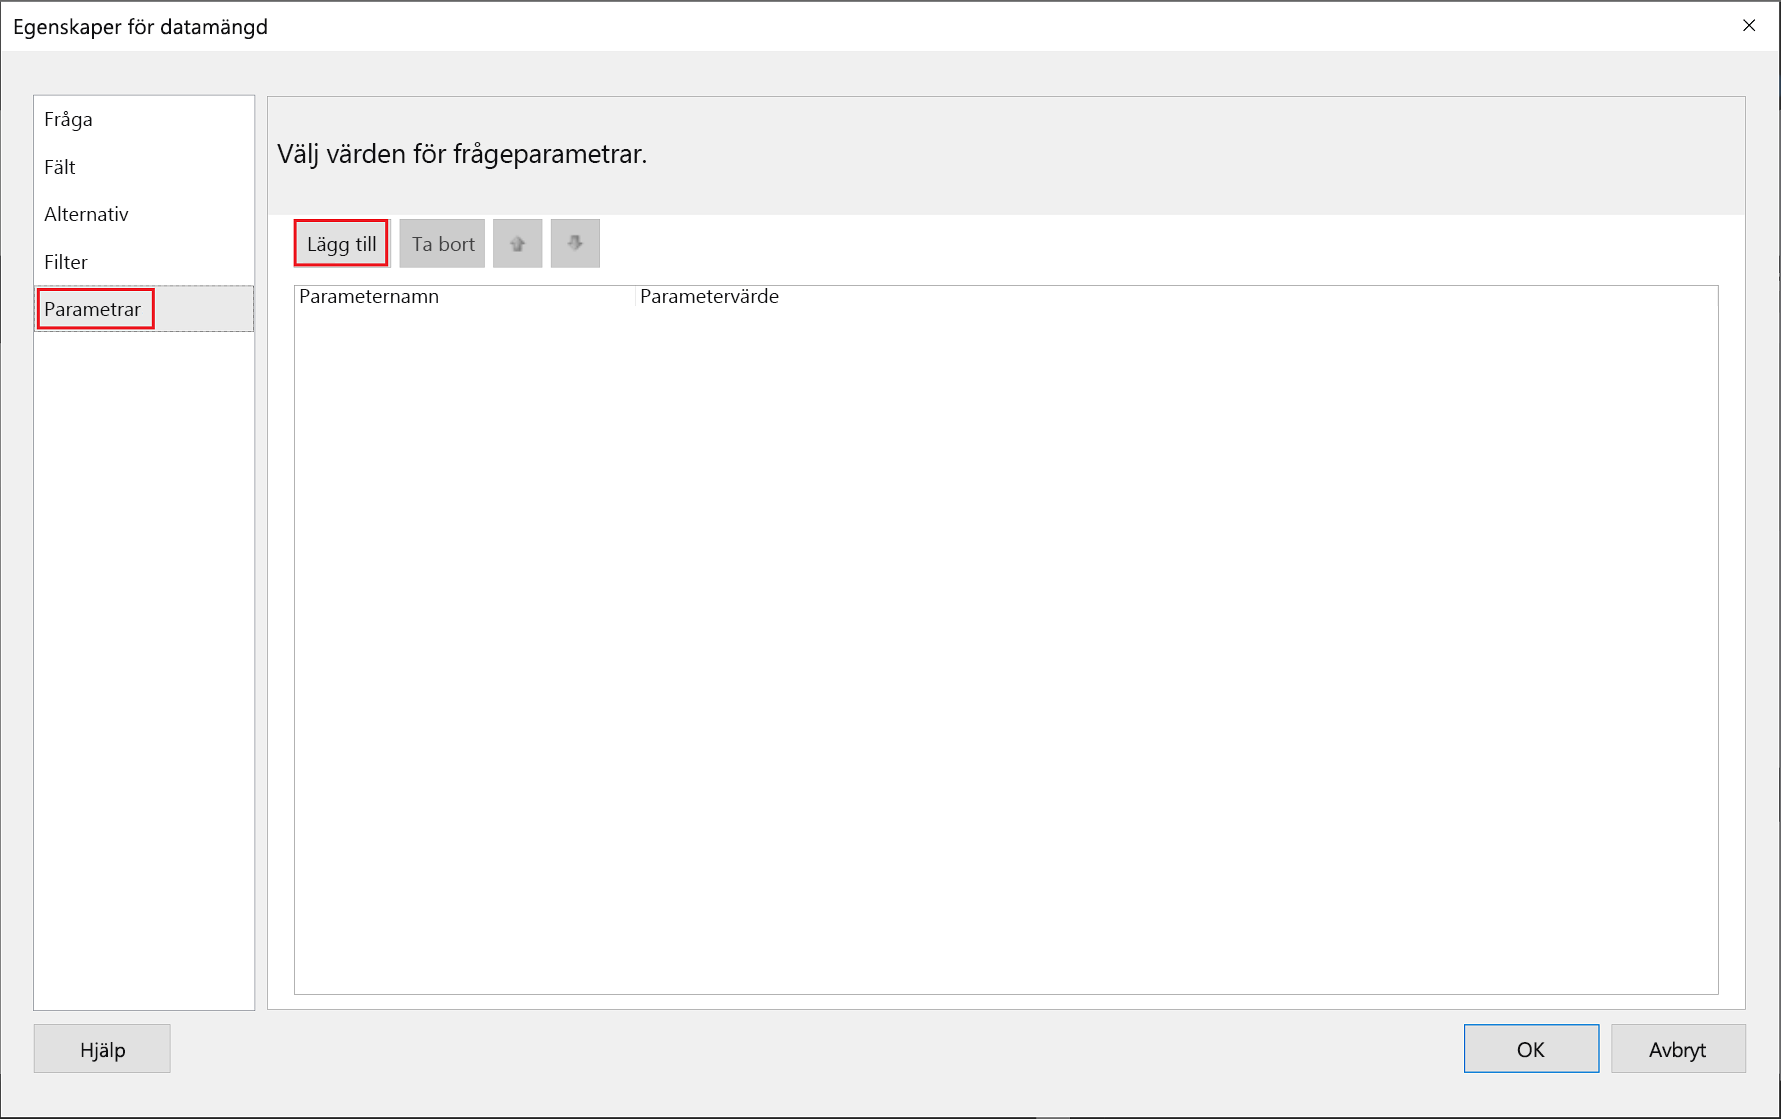 Egenskaper för datamängd
Fråga
Fält
Alternativ
Filter
Parametrar
Välj värden för frågeparametrar.
Lägg till
Ta bort
Parameternamn
Parametervärde
Hjälp
OK
Avbryt